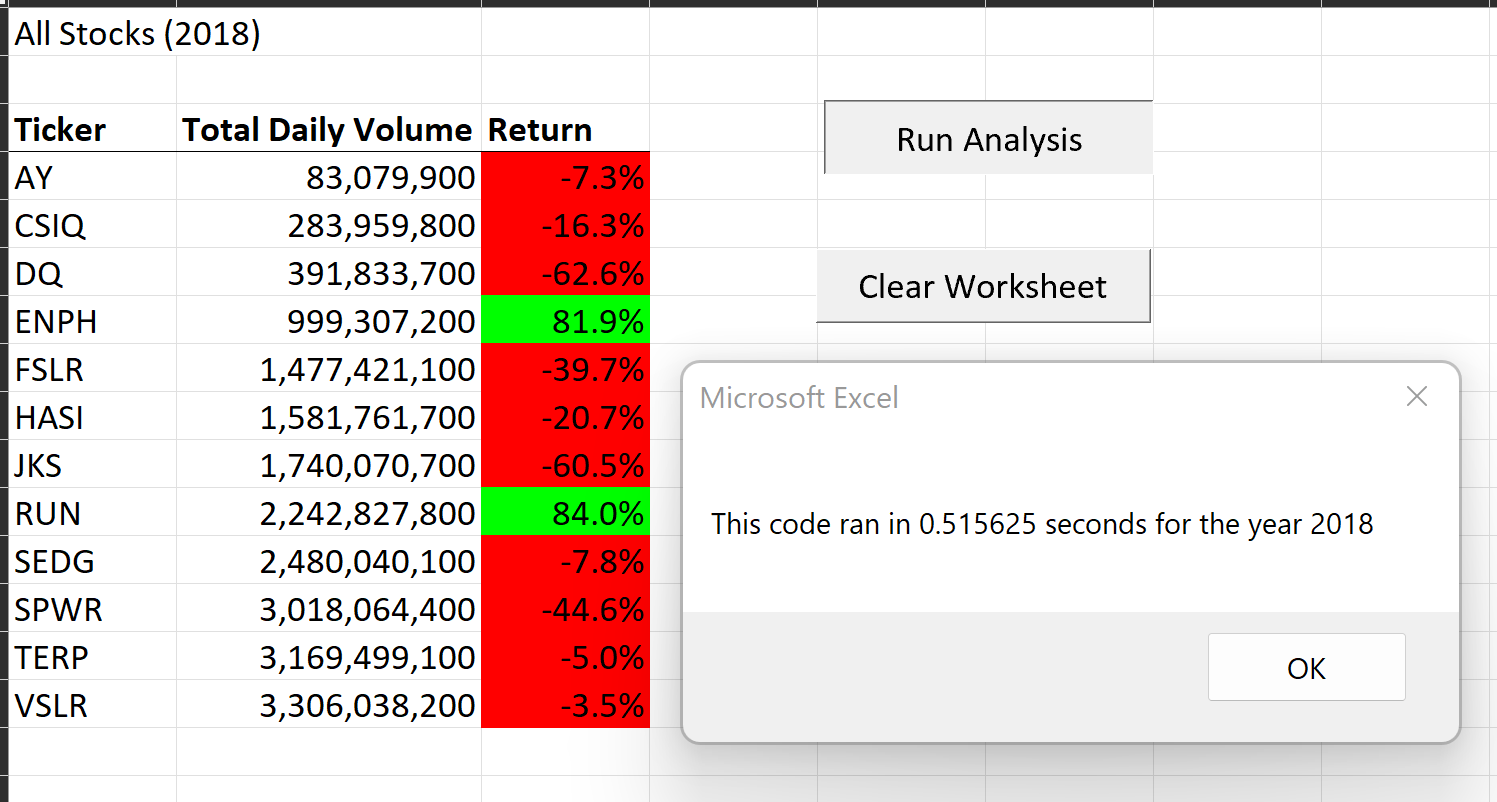 All Stocks (2018)
Ticker Total Daily Volume Return
AY 83,079,900 -7.3%
CSIQ 283,959,800 -16.3%
DQ 391,833,700 -62.6%
ENPH 999,307,200 81.9%
FSLR 1,477,421,100 -39.7%
HASI 1,581,761,700 -20.7%
JKS 1,740,070,700 -60.5%
RUN 2,242,827,800 84.0%
SEDG 2,480,040,100 -7.8%
SPWR 3,018,064,400 -44.6%
TERP 3,169,499,100 -5.0%
VSLR 3,306,038,200 -3.5%
Run Analysis
Clear Worksheet
Microsoft Excel
This code ran in 0.515625 seconds for the year 2018
OK